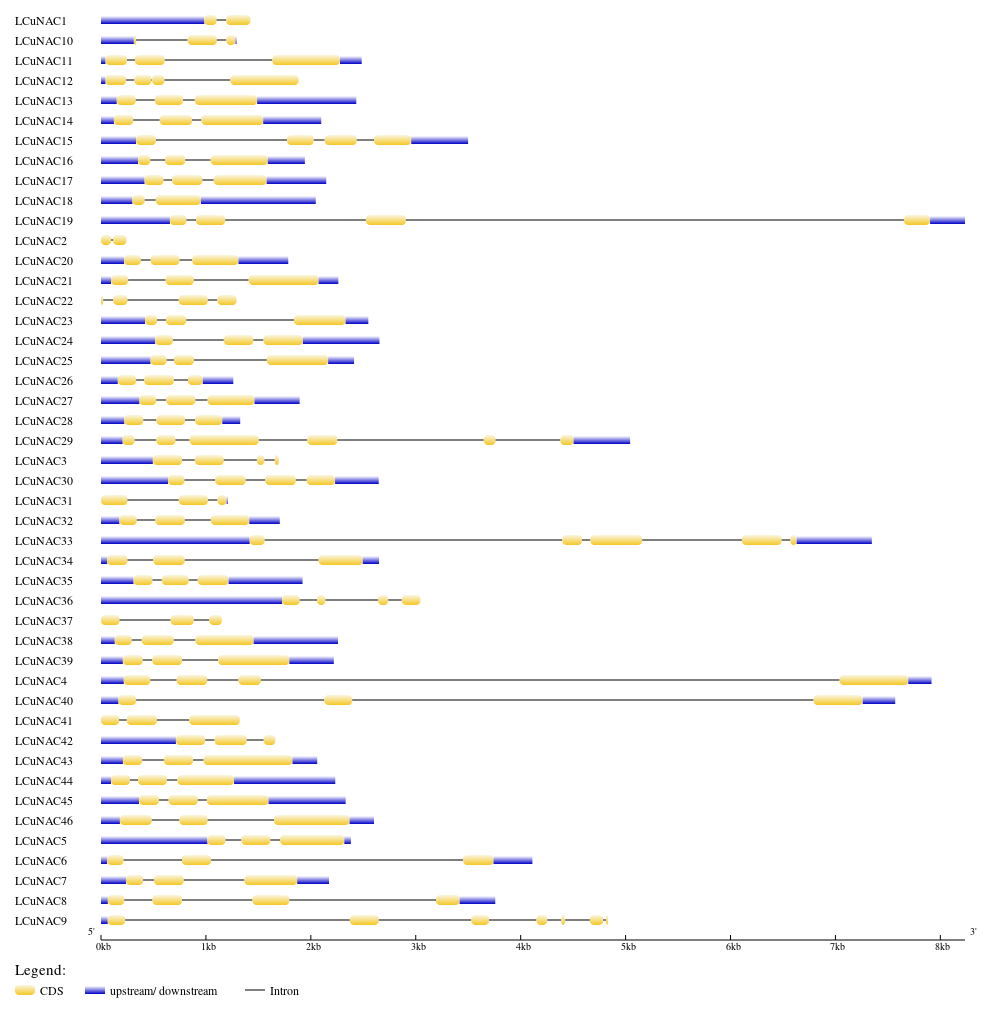 LCuNAC1
LCuNAC10
LCuNAC11
LCuNAC12
LCuNAC13
LCuNAC14
LCuNAC15
LCuNAC16
LCuNAC17
LCuNAC18
LCuNAC19
LCuNAC2
LCuNAC20
LCuNAC21
LCuNAC22
LCuNAC23
LCuNAC24
LCuNAC25
LCuNAC26
LCuNAC27
LCuNAC28
LCuNAC29
LCuNAC3
LCuNAC30
LCuNAC31
LCuNAC32
LCuNAC33
LCuNAC34
LCuNAC35
LCuNAC36
LCuNAC37
LCuNAC38
LCuNAC39
LCuNAC4
LCuNAC40
LCuNAC41
LCuNAC42
LCuNAC43
LCuNAC44
LCuNAC45
LCuNAC46
LCuNAC5
LCuNAC6
LCuNAC7
LCuNAC8
LCuNAC9
5' 3'
0kb 1kb 2kb 3kb 4kb 5kb 6kb 7kb 8kb
Legend:
CDS upstream/ downstream Intron